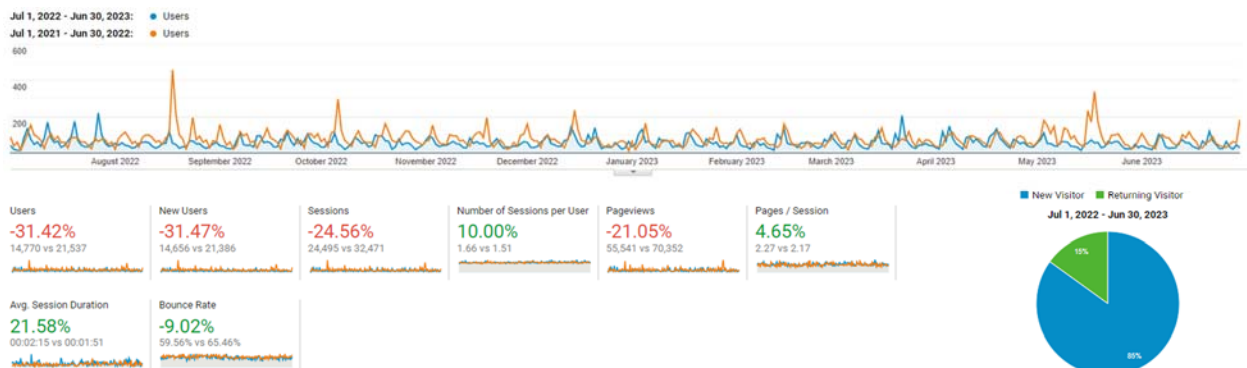 Jul 1, 2022 - Jun 30, 2023: Users
Jul 1, 2021 - Jun 30, 2022: Users
600
400
200
August 2022 September 2022 October 2022 November 2022 December 2022 January 2023 February 2023 March 2023 April 2023 May 2023 June 2023
Users
-31.42%
14,770 vs 21,537
New Users
-31.47%
14,656 vs 21,386
Sessions
-24.56%
24,495 vs 32,471
Number of Sessions per User
10.00%
1.66 vs 1.51
Pageviews
-21.05%
55,541 vs 70,352
Pages / Session
4.65%
2.27 vs 2.17
Avg. Session Duration
21.58%
00:02:15 vs 00:01:51
Bounce Rate
-9.02%
59.56% vs 65.46%
New Visitor Returning Visitor
Jul 1, 2022 - Jun 30, 2023
15%
85%